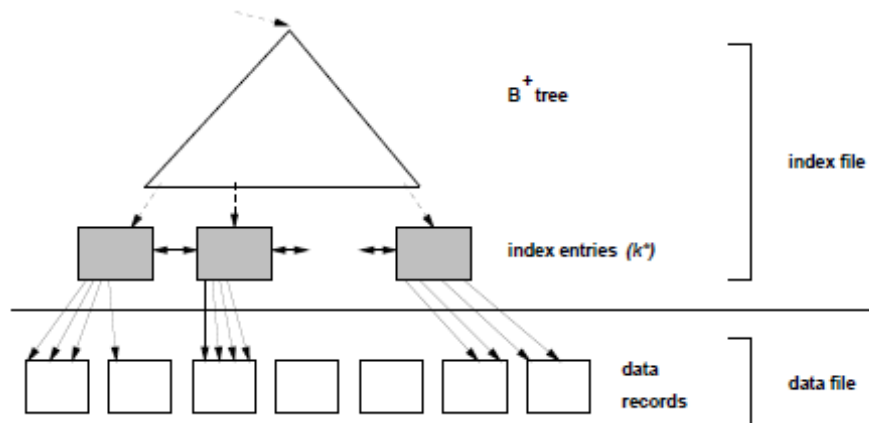 B+ tree
index file
index entries (k*)
data
records
data file